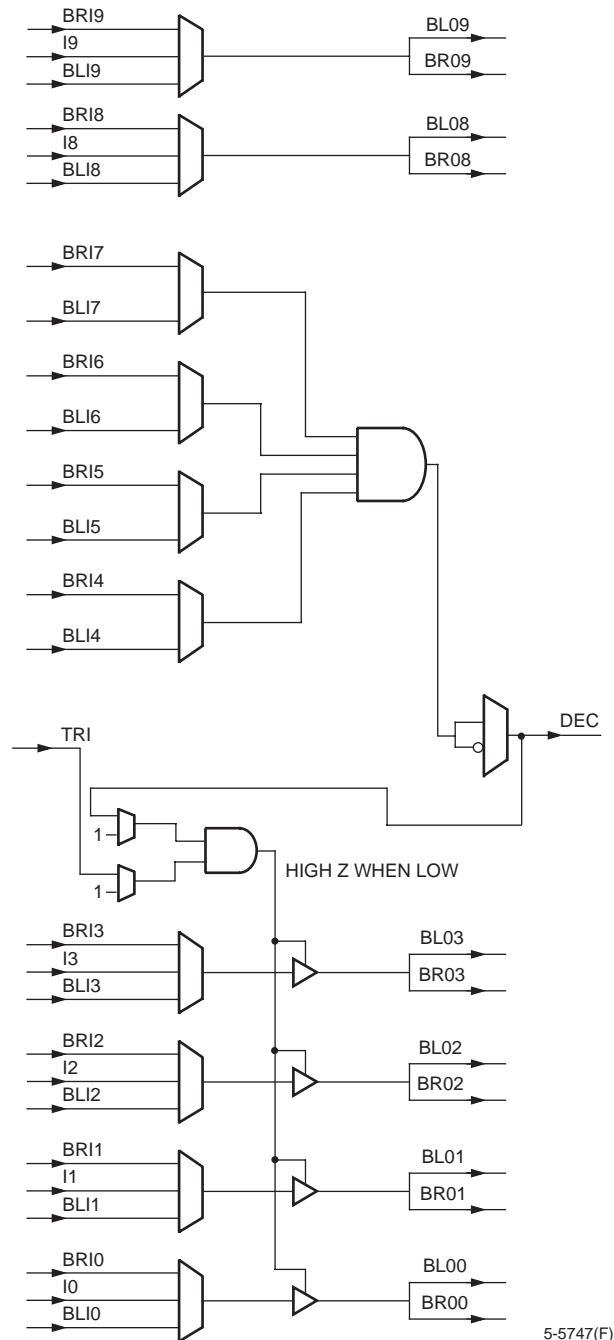 BRI9
I9
BLI9
BL09
BR09
BRI8
I8
BLI8
BL08
BR08
BRI7
BLI7
BRI6
BLI6
BRI5
BLI5
BRI4
BLI4
TRI
DEC
1
1
HIGH Z WHEN LOW
BRI3
I3
BLI3
BL03
BR03
BRI2
I2
BLI2
BL02
BR02
BRI1
I1
BLI1
BL01
BR01
BRI0
I0
BLI0
BL00
BR00
5-5747(F)